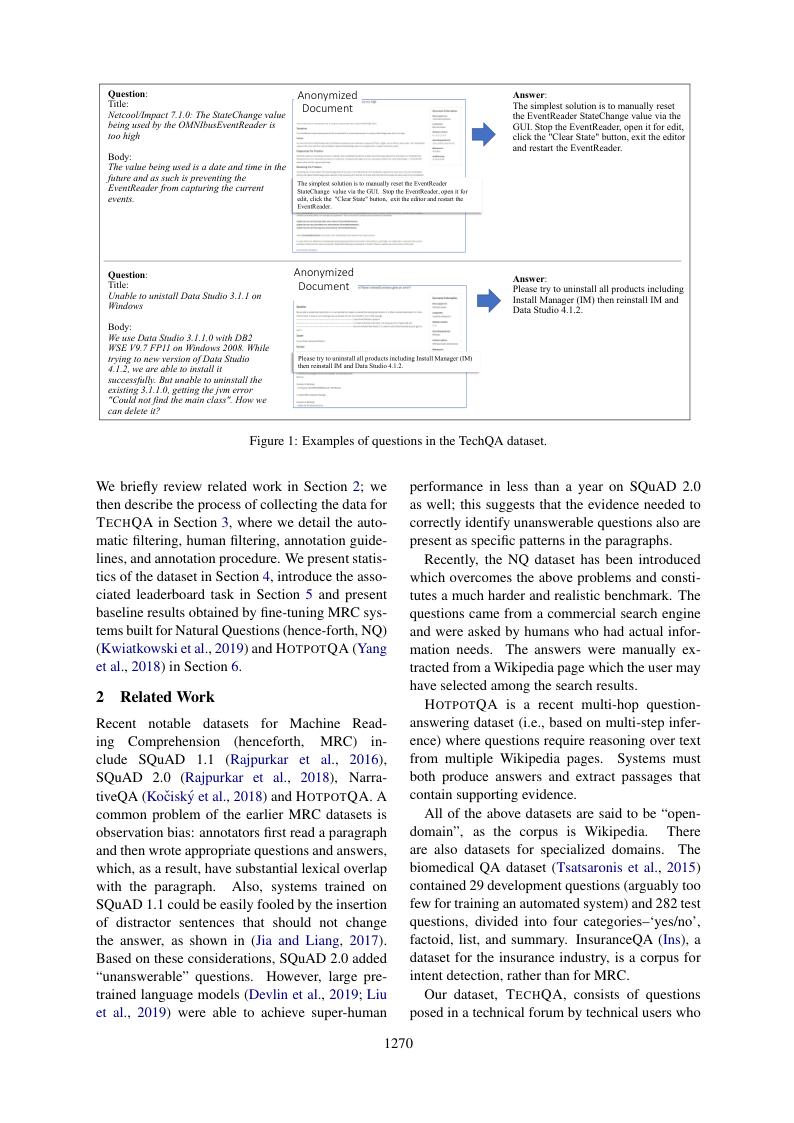 Question:
Title:
Netcool/Impact 7.1.0: The StateChange value
being used by the OMNIbusEventReader is
too high
Body:
The value being used is a date and time in the
future and as such is preventing the
EventReader from capturing the current
events.
Anonymized
Document
The simplest solution is to manually reset the EventReader
StateChange value via the GUI. Stop the EventReader, open it for
edit, click the "Clear State" button, exit the editor and restart the
EventReader.
Answer:
The simplest solution is to manually reset
the EventReader StateChange value via the
GUI. Stop the EventReader, open it for edit,
click the "Clear State" button, exit the editor
and restart the EventReader.
Question:
Title:
Unable to unistall Data Studio 3.1.1 on
Windows
Body:
We use Data Studio 3.1.1.0 with DB2
WSE V9.7 FP11 on Windows 2008. While
trying to new version of Data Studio
4.1.2, we are able to install it
successfully. But unable to uninstall the
existing 3.1.1.0, getting the jvm error
"Could not find the main class". How we
can delete it?
Anonymized
Document
Please try to uninstall all products including Install Manager (IM)
then reinstall IM and Data Studio 4.1.2.
Answer:
Please try to uninstall all products including
Install Manager (IM) then reinstall IM and
Data Studio 4.1.2.
Figure 1: Examples of questions in the TechQA dataset.
We briefly review related work in Section 2; we
then describe the process of collecting the data for
TECHQA in Section 3, where we detail the auto-
matic filtering, human filtering, annotation guide-
lines, and annotation procedure. We present statis-
tics of the dataset in Section 4, introduce the asso-
ciated leaderboard task in Section 5 and present
baseline results obtained by fine-tuning MRC sys-
tems built for Natural Questions (hence-forth, NQ)
(Kwiatkowski et al., 2019) and HOTPOTQA (Yang
et al., 2018) in Section 6.
2 Related Work
Recent notable datasets for Machine Read-
ing Comprehension (henceforth, MRC) in-
clude SQuAD 1.1 (Rajpurkar et al., 2016),
SQuAD 2.0 (Rajpurkar et al., 2018), Narra-
tiveQA (Kočiský et al., 2018) and HOTPOTQA. A
common problem of the earlier MRC datasets is
observation bias: annotators first read a paragraph
and then wrote appropriate questions and answers,
which, as a result, have substantial lexical overlap
with the paragraph. Also, systems trained on
SQuAD 1.1 could be easily fooled by the insertion
of distractor sentences that should not change
the answer, as shown in (Jia and Liang, 2017).
Based on these considerations, SQuAD 2.0 added
“unanswerable” questions. However, large pre-
trained language models (Devlin et al., 2019; Liu
et al., 2019) were able to achieve super-human
performance in less than a year on SQuAD 2.0
as well; this suggests that the evidence needed to
correctly identify unanswerable questions also are
present as specific patterns in the paragraphs.
Recently, the NQ dataset has been introduced
which overcomes the above problems and consti-
tutes a much harder and realistic benchmark. The
questions came from a commercial search engine
and were asked by humans who had actual infor-
mation needs. The answers were manually ex-
tracted from a Wikipedia page which the user may
have selected among the search results.
HOTPOTQA is a recent multi-hop question-
answering dataset (i.e., based on multi-step infer-
ence) where questions require reasoning over text
from multiple Wikipedia pages. Systems must
both produce answers and extract passages that
contain supporting evidence.
All of the above datasets are said to be “open-
domain”, as the corpus is Wikipedia. There
are also datasets for specialized domains. The
biomedical QA dataset (Tsatsaronis et al., 2015)
contained 29 development questions (arguably too
few for training an automated system) and 282 test
questions, divided into four categories–‘yes/no’,
factoid, list, and summary. InsuranceQA (Ins), a
dataset for the insurance industry, is a corpus for
intent detection, rather than for MRC.
Our dataset, TECHQA, consists of questions
posed in a technical forum by technical users who
1270